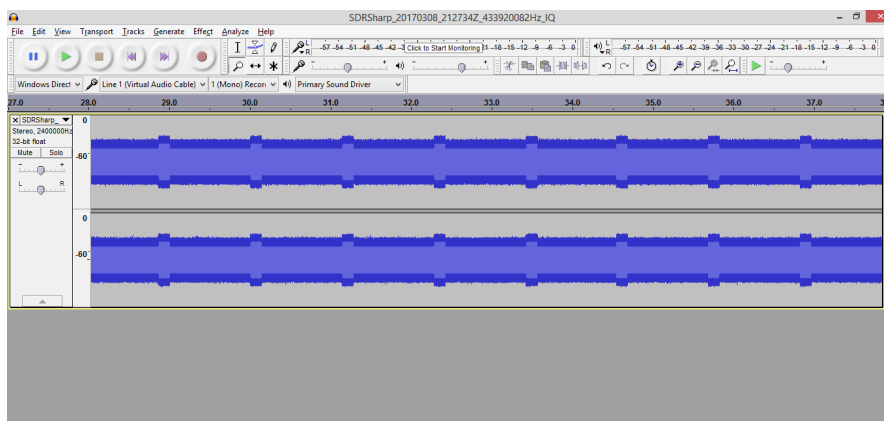 SDRSharp_20170308_212734Z_433920082Hz_IQ
File Edit View Transport Tracks Generate Effect Analyze Help
L R -57 -54 -51 -48 -45 -42 -3 Click to Start Monitoring 21 -18 -15 -12 -9 -6 -3 0
L R -57 -54 -51 -48 -45 -42 -39 -36 -33 -30 -27 -24 -21 -18 -15 -12 -9 -6 -3 0
Windows Direct Line 1 (Virtual Audio Cable) 1 (Mono) Record Primary Sound Driver
27.0 28.0 29.0 30.0 31.0 32.0 33.0 34.0 35.0 36.0 37.0 3
SDRSharp_ 0
Stereo, 2400000Hz
32-bit float
Mute Solo
-60
- +
L R
0
-60